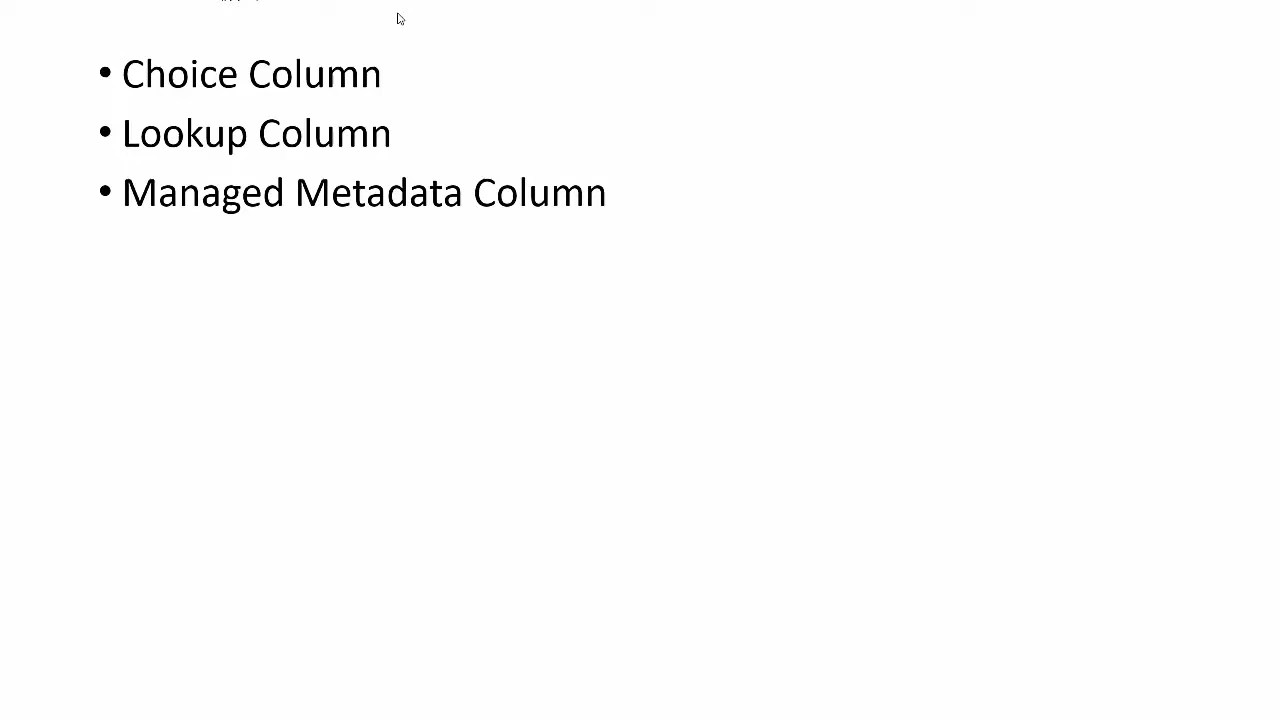 • Choice Column
• Lookup Column
• Managed Metadata Column